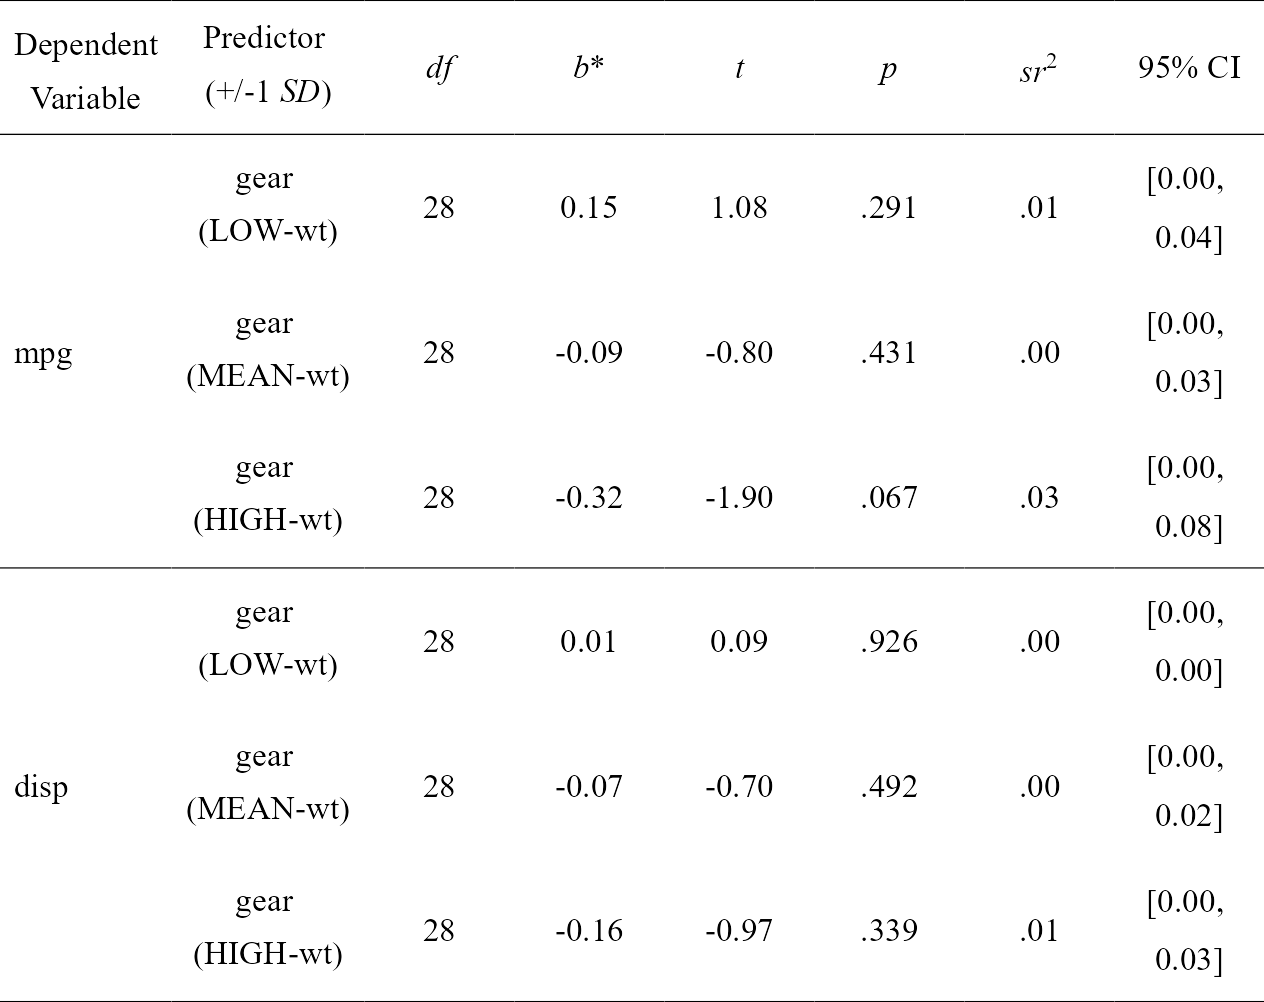 Dependent Variable	Predictor (+/-1 SD)	df	b*	t	p	sr²	95% CI
mpg	gear (LOW-wt)	28	0.15	1.08	.291	.01	[0.00, 0.04]
gear (MEAN-wt)	28	-0.09	-0.80	.431	.00	[0.00, 0.03]
gear (HIGH-wt)	28	-0.32	-1.90	.067	.03	[0.00, 0.08]
disp	gear (LOW-wt)	28	0.01	0.09	.926	.00	[0.00, 0.00]
gear (MEAN-wt)	28	-0.07	-0.70	.492	.00	[0.00, 0.02]
gear (HIGH-wt)	28	-0.16	-0.97	.339	.01	[0.00, 0.03]